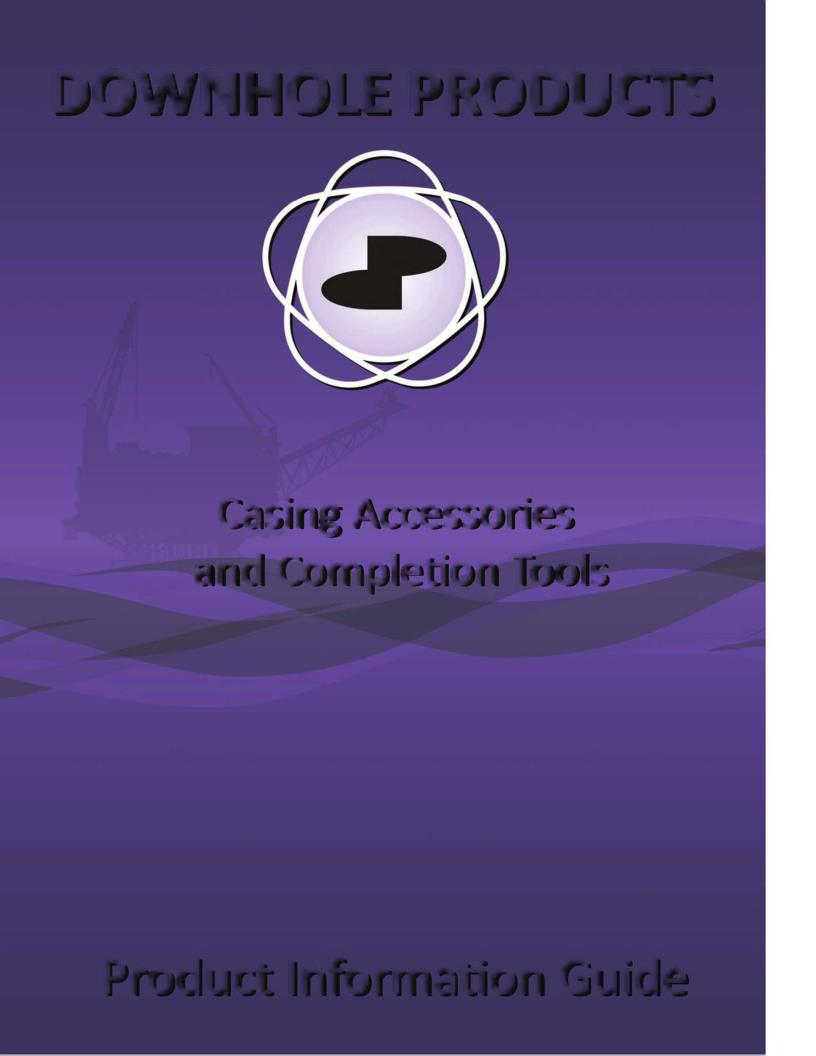 DOWNHOLE PRODUCTS
Casing Accessories
and Completion Tools
Product Information Guide